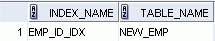 INDEX_NAME TABLE_NAME
1 EMP_ID_IDX NEW_EMP